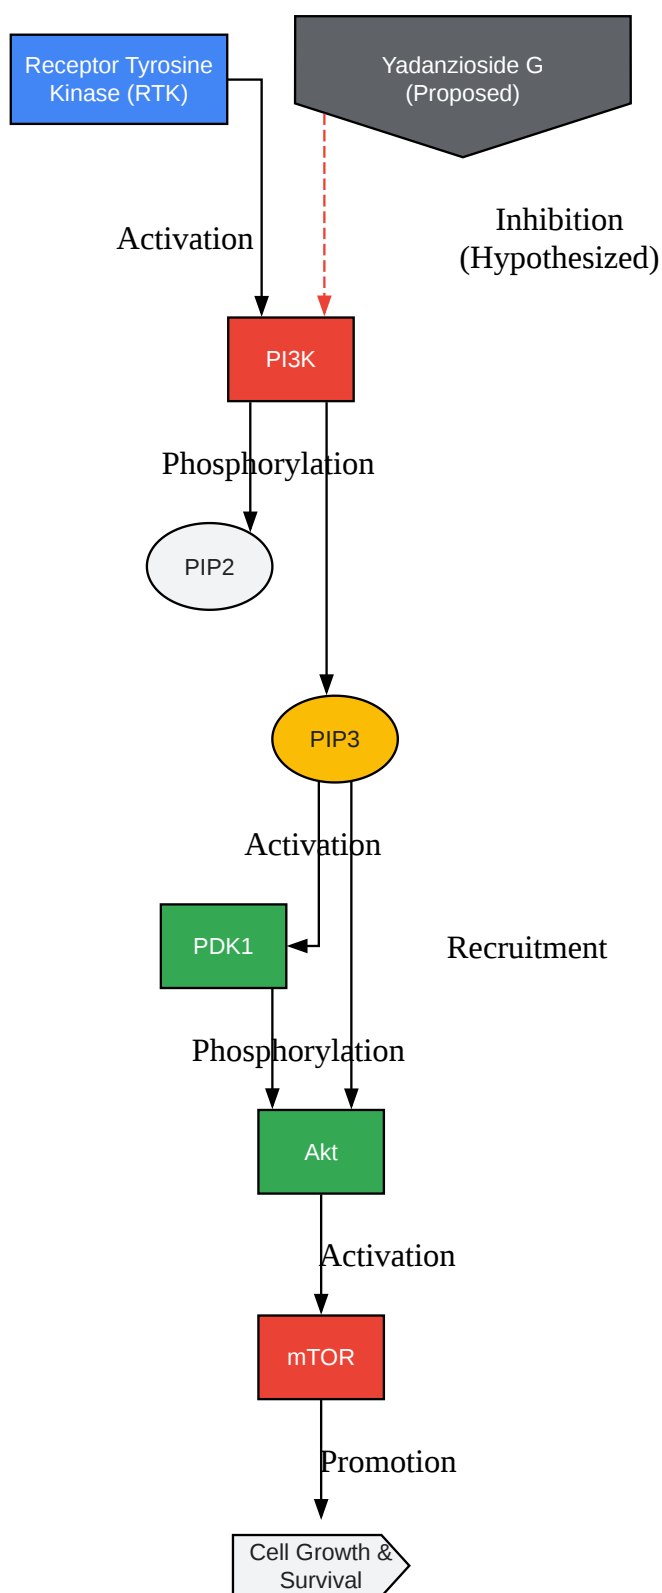 Receptor Tyrosine
Kinase (RTK)
Yadanzioside G
(Proposed)
Activation
Inhibition
(Hypothesized)
PI3K
Phosphorylation
PIP2
PIP3
Activation
PDK1
Recruitment
Phosphorylation
Akt
Activation
mTOR
Promotion
Cell Growth &
Survival